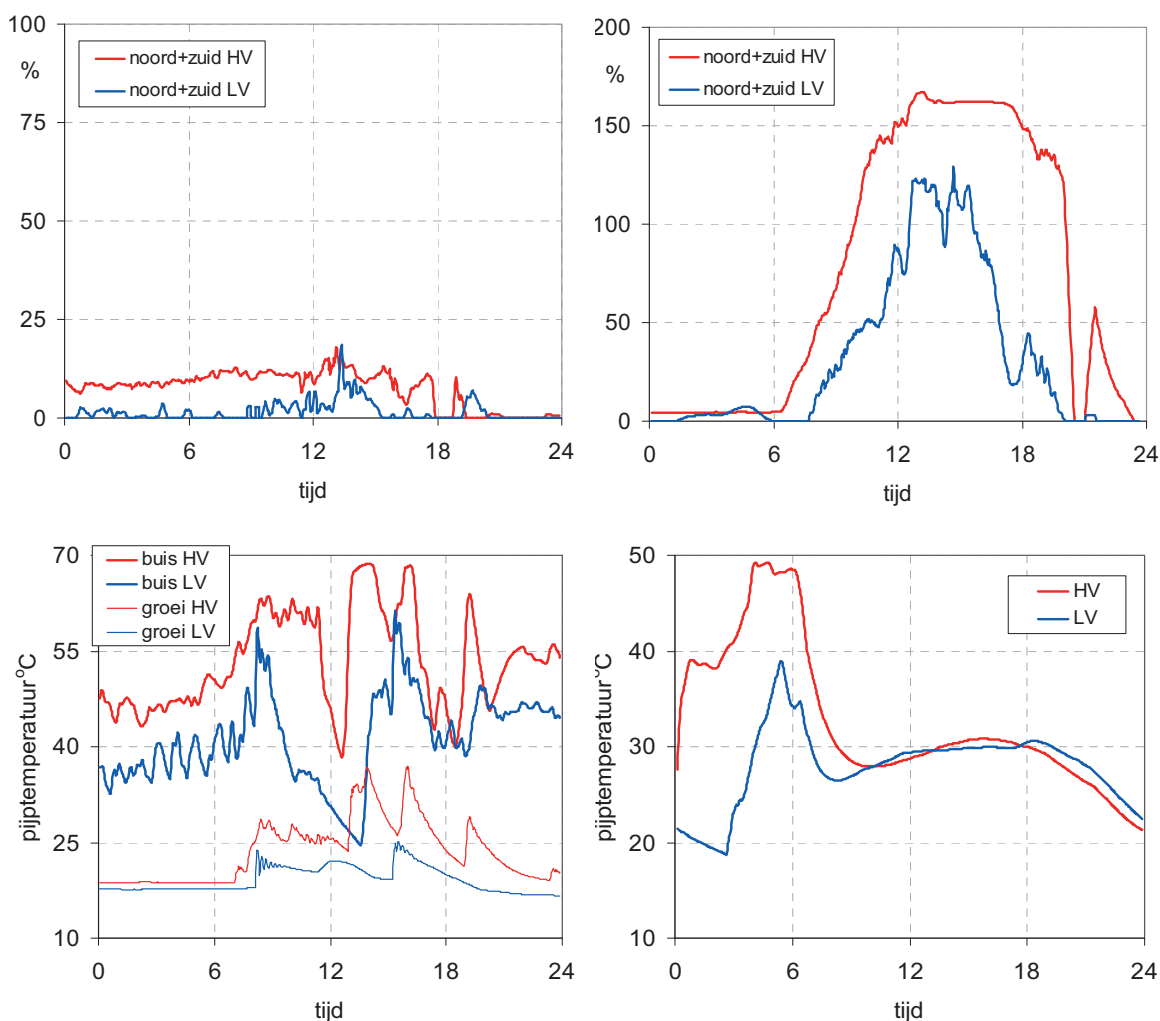 100
75
50
25
0
%
noord+zuid HV
noord+zuid LV
0 6 12 18 24
tijd
200
150
100
50
0
%
noord+zuid HV
noord+zuid LV
0 6 12 18 24
tijd
70
55
40
25
10
pijptemperatuur°C
buis HV
buis LV
groei HV
groei LV
0 6 12 18 24
tijd
50
40
30
20
10
pijptemperatuur°C
HV
LV
0 6 12 18 24
tijd